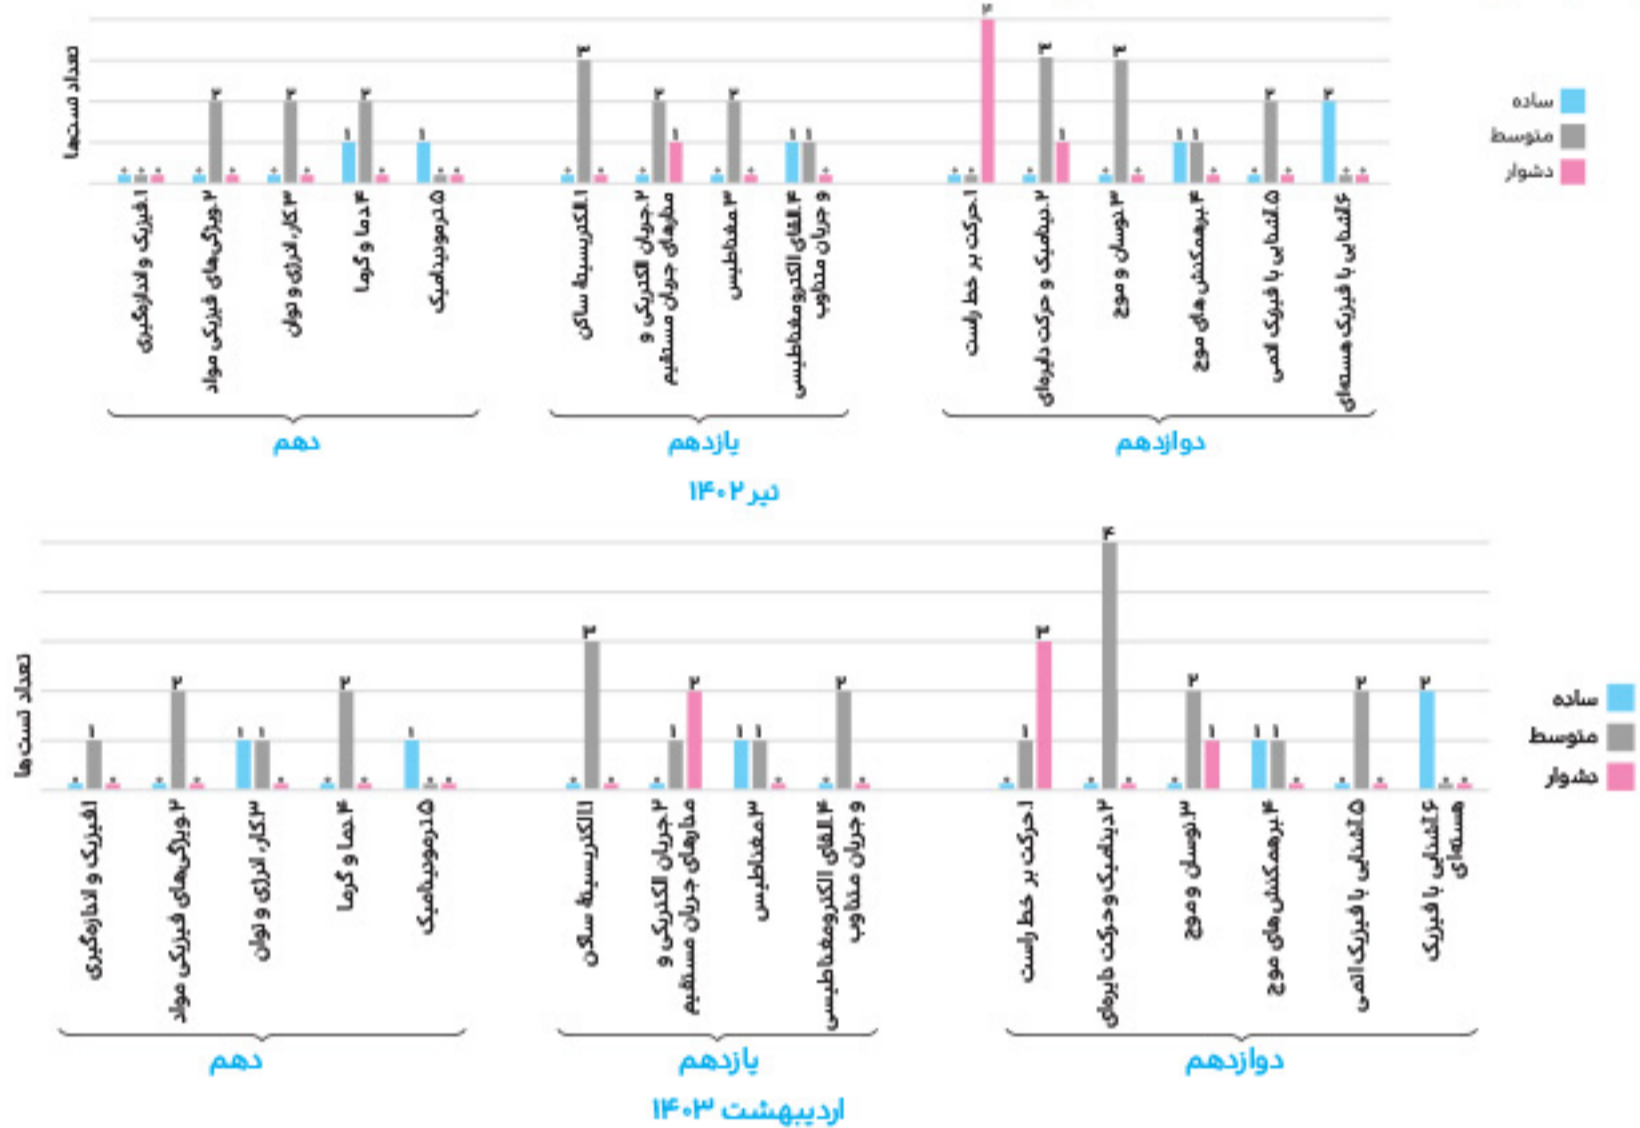 تعداد تست‌ها
ساده
متوسط
دشوار
۱.فیزیک و اندازه‌گیری
۲.ویژگی‌های فیزیکی مواد
۳.کار، انرژی و توان
۴.دما و گرما
۵.ترمودینامیک
۱.الکتریسیتهٔ ساکن
۲.جریان الکتریکی و
مدارهای جریان مستقیم
۳.مغناطیس
۴.القای الکترومغناطیسی
و جریان متناوب
۱.حرکت بر خط راست
۲.دینامیک و حرکت دایره‌ای
۳.نوسان و موج
۴.برهمکنش‌های موج
۵.آشنایی با فیزیک اتمی
۶.آشنایی با فیزیک هسته‌ای
دهم
یازدهم
دوازدهم
تیر ۱۴۰۲
تعداد تست‌ها
ساده
متوسط
دشوار
۱.فیزیک و اندازه‌گیری
۲.ویژگی‌های فیزیکی مواد
۳.کار، انرژی و توان
۴.دما و گرما
۵.ترمودینامیک
۱.الکتریسیتهٔ ساکن
۲.جریان الکتریکی و
مدارهای جریان مستقیم
۳.مغناطیس
۴.القای الکترومغناطیسی
و جریان متناوب
۱.حرکت بر خط راست
۲.دینامیک و حرکت دایره‌ای
۳.نوسان و موج
۴.برهمکنش‌های موج
۵.آشنایی با فیزیک اتمی
۶.آشنایی با فیزیک
هسته‌ای
دهم
یازدهم
دوازدهم
اردیبهشت ۱۴۰۳